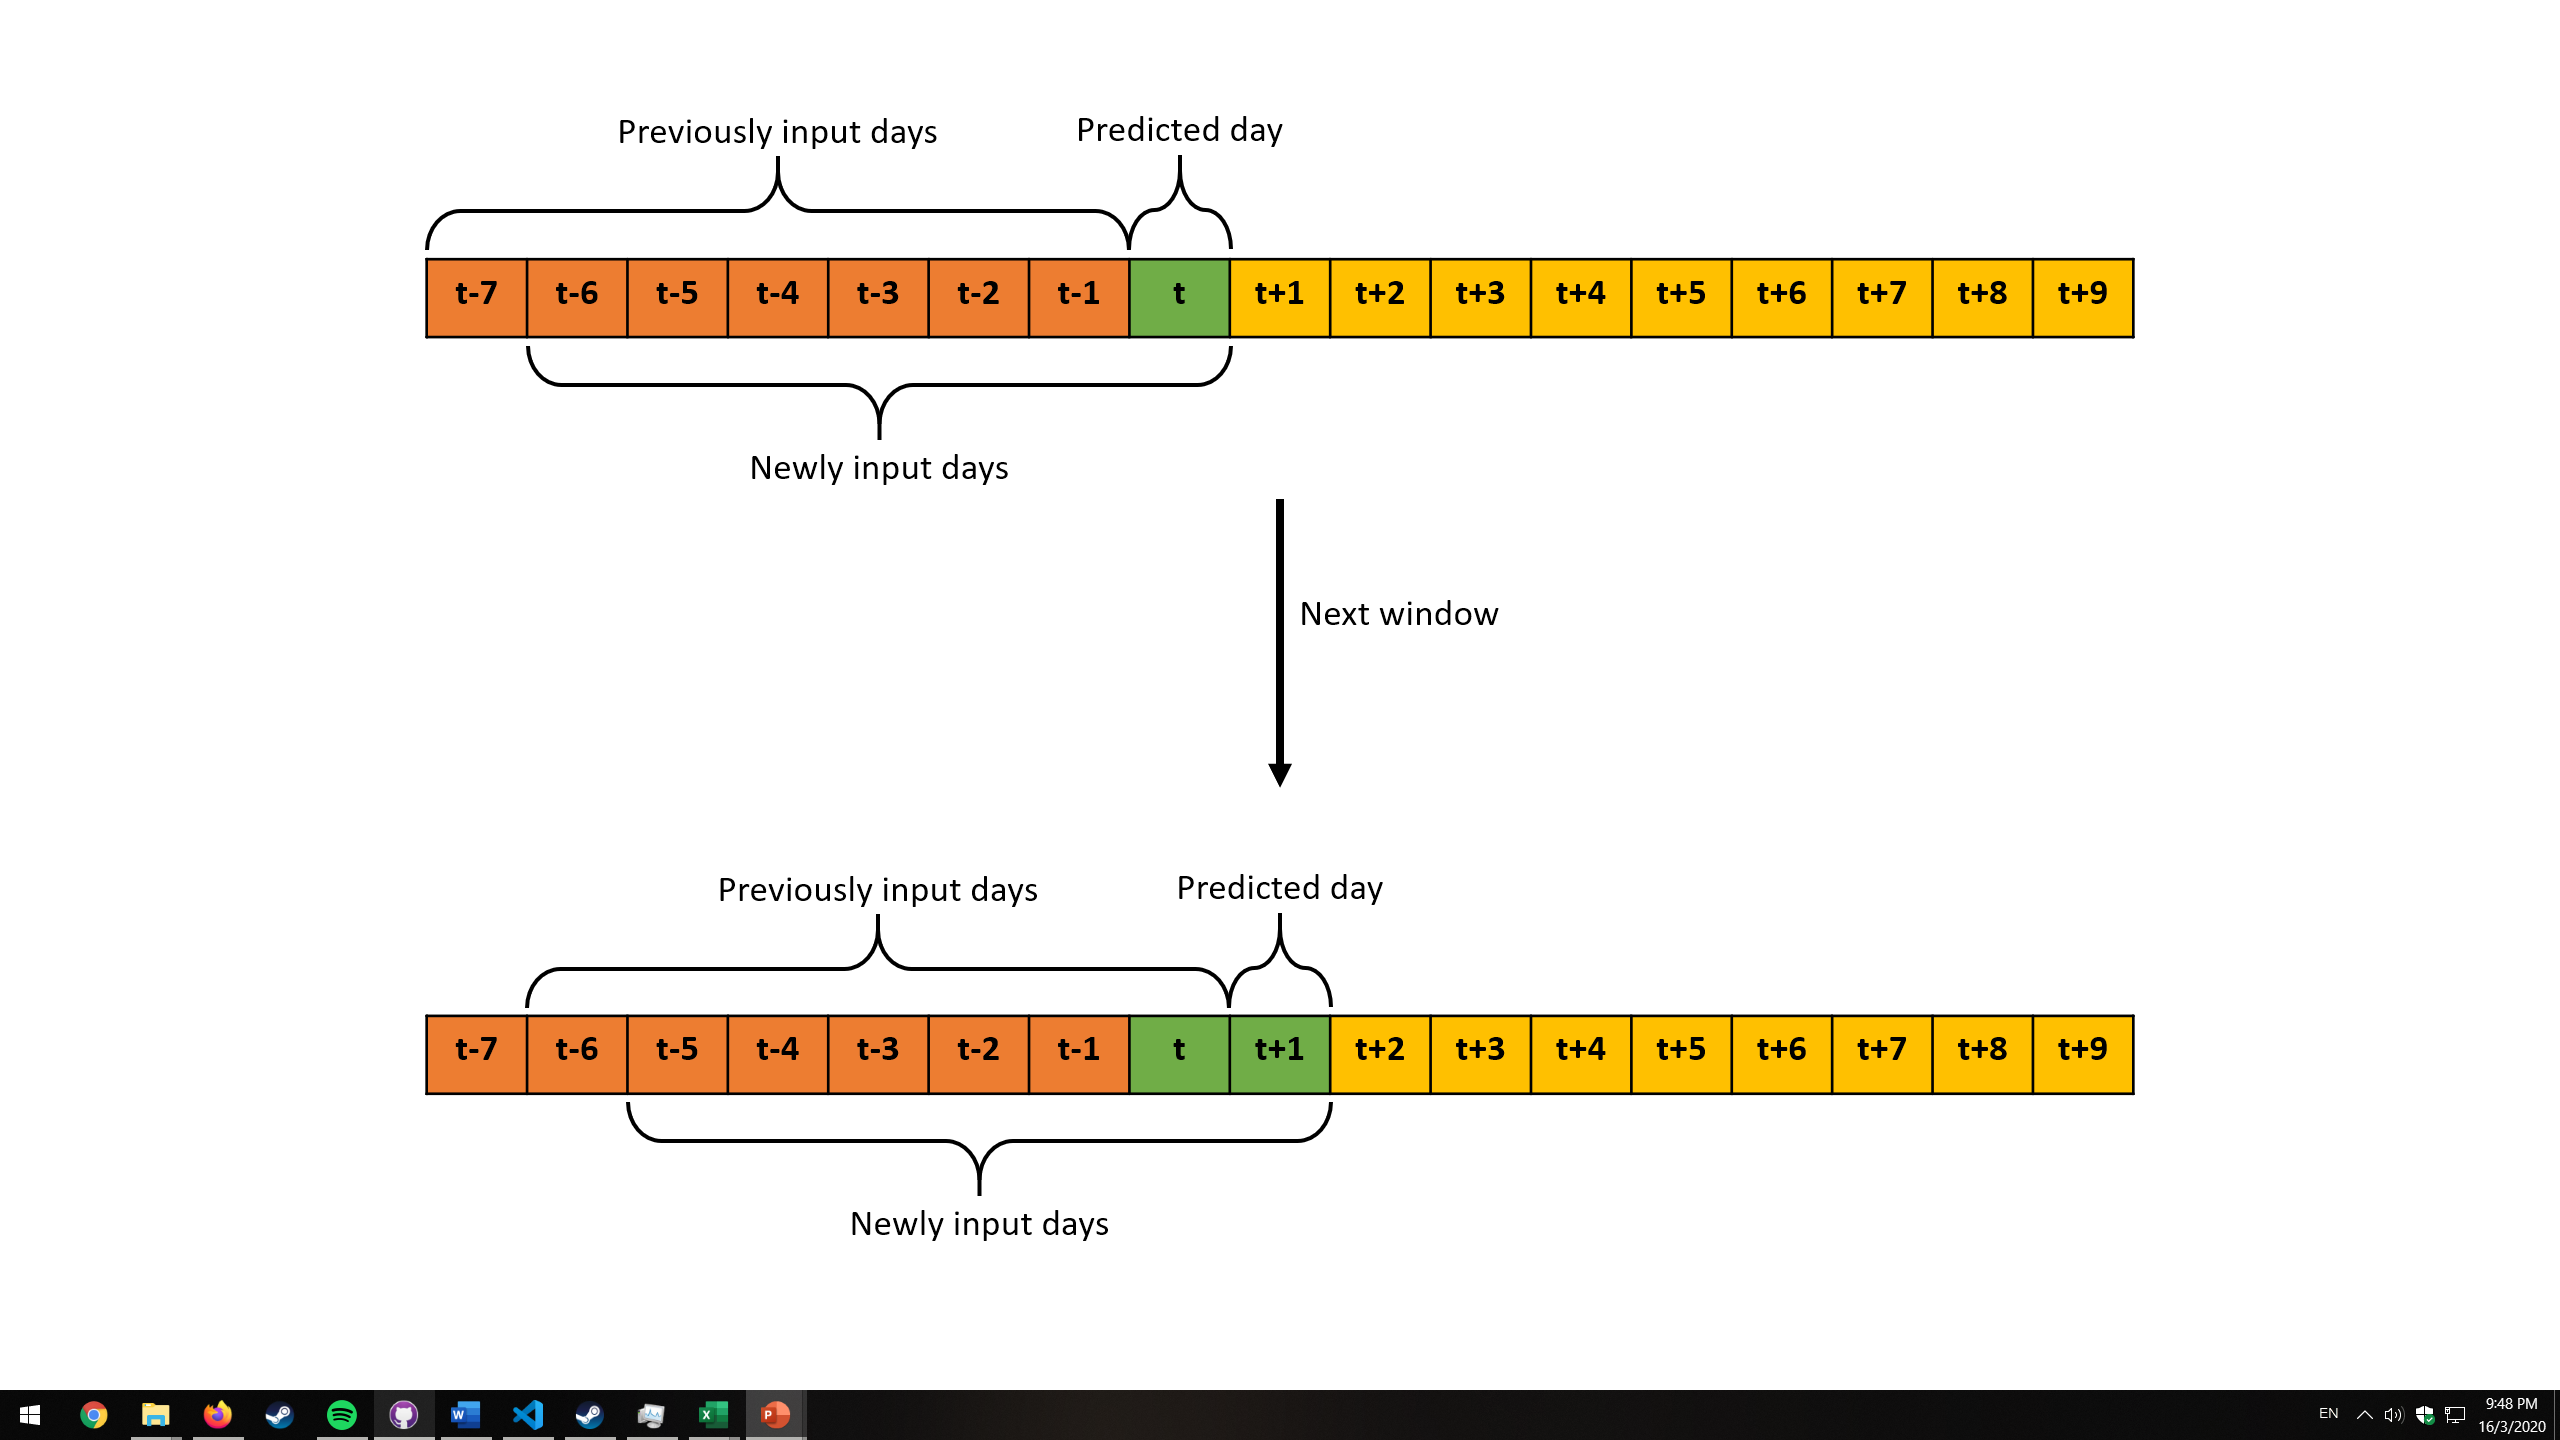 Previously input days
Predicted day
t-7 t-6 t-5 t-4 t-3 t-2 t-1 t t+1 t+2 t+3 t+4 t+5 t+6 t+7 t+8 t+9
Newly input days
Next window
Previously input days
Predicted day
t-7 t-6 t-5 t-4 t-3 t-2 t-1 t t+1 t+2 t+3 t+4 t+5 t+6 t+7 t+8 t+9
Newly input days
W
X
P
EN
9:48 PM
16/3/2020